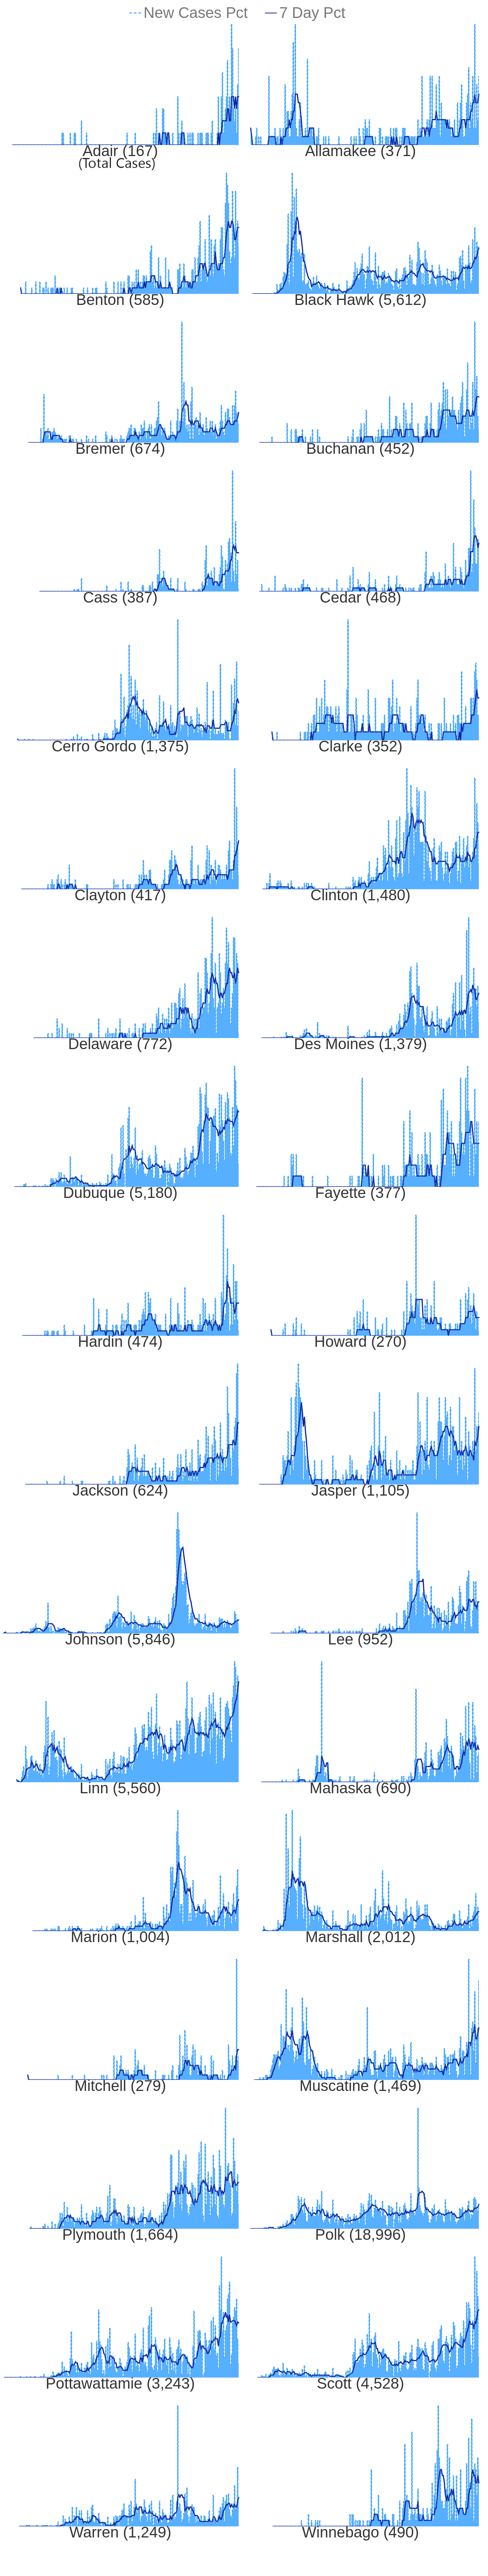 New Cases Pct 7 Day Pct
Adair (167) Allamakee (371)
(Total Cases)
Benton (585) Black Hawk (5,612)
Bremer (674) Buchanan (452)
Cass (387) Cedar (468)
Cerro Gordo (1,375) Clarke (352)
Clayton (417) Clinton (1,480)
Delaware (772) Des Moines (1,379)
Dubuque (5,180) Fayette (377)
Hardin (474) Howard (270)
Jackson (624) Jasper (1,105)
Johnson (5,846) Lee (952)
Linn (5,560) Mahaska (690)
Marion (1,004) Marshall (2,012)
Mitchell (279) Muscatine (1,469)
Plymouth (1,664) Polk (18,996)
Pottawattamie (3,243) Scott (4,528)
Warren (1,249) Winnebago (490)